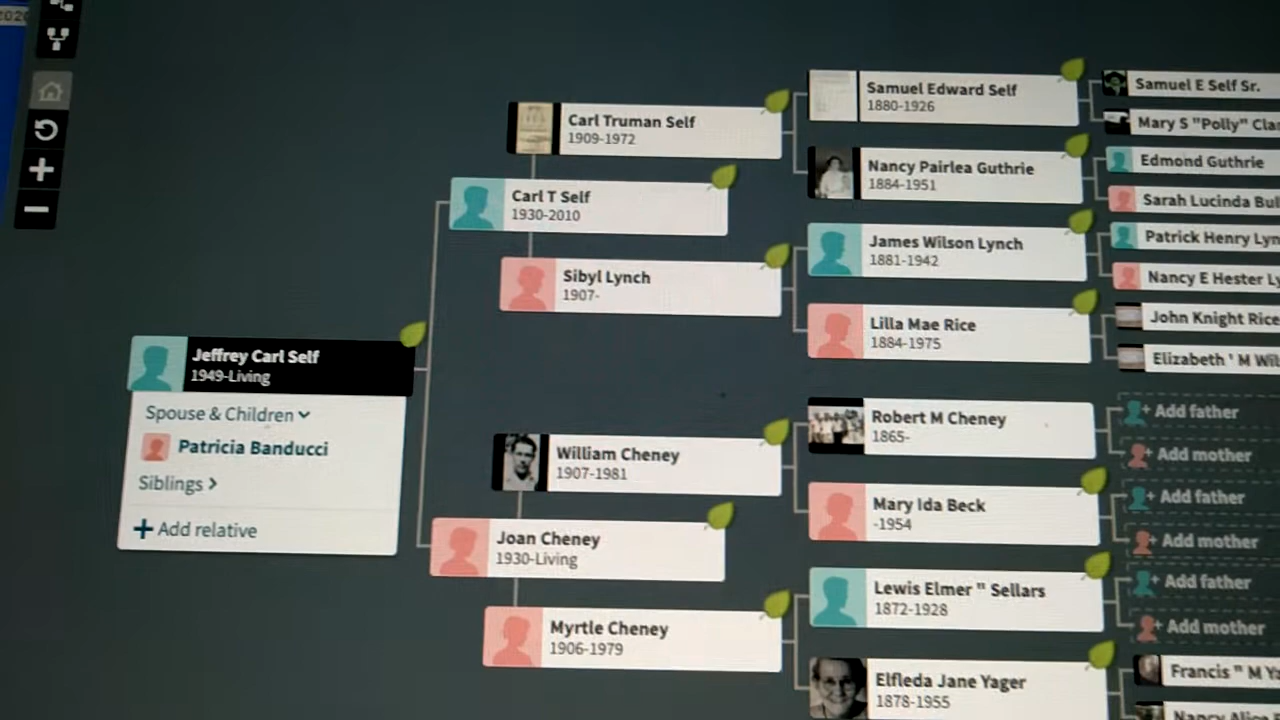 202
Samuel Edward Self
1880-1926
Samuel E Self Sr.
Carl Truman Self
1909-1972
Mary S "Polly"
Nancy Pairlea Guthrie
1884-1951
Edmond Guthrie
Carl T Self
1930-2010
Sarah Lucinda
James Wilson Lynch
1881-1942
Patrick Henry
Sibyl Lynch
1907-
Nancy E Hester
Lilla Mae Rice
1884-1975
John Knight Rice
Elizabeth ' M
Jeffrey Carl Self
1949-Living
Spouse & Children
Patricia Banducci
Siblings
Add relative
Robert M Cheney
1865-
Add father
Add mother
William Cheney
1907-1981
Mary Ida Beck
-1954
Add father
Add mother
Joan Cheney
1930-Living
Lewis Elmer " Sellars
1872-1928
Add father
Add mother
Myrtle Cheney
1906-1979
Elfleda Jane Yager
1878-1955
Francis " M